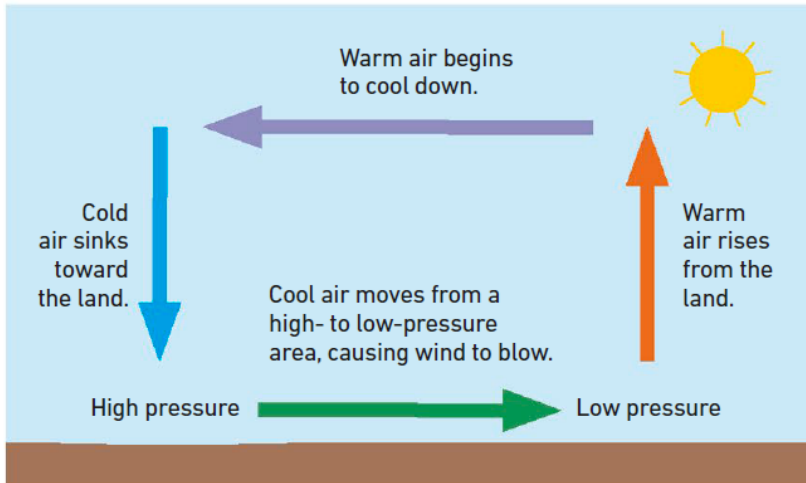 Warm air begins
to cool down.
Cold
air sinks
toward
the land.
Warm
air rises
from the
land.
Cool air moves from a
high- to low-pressure
area, causing wind to blow.
High pressure
Low pressure